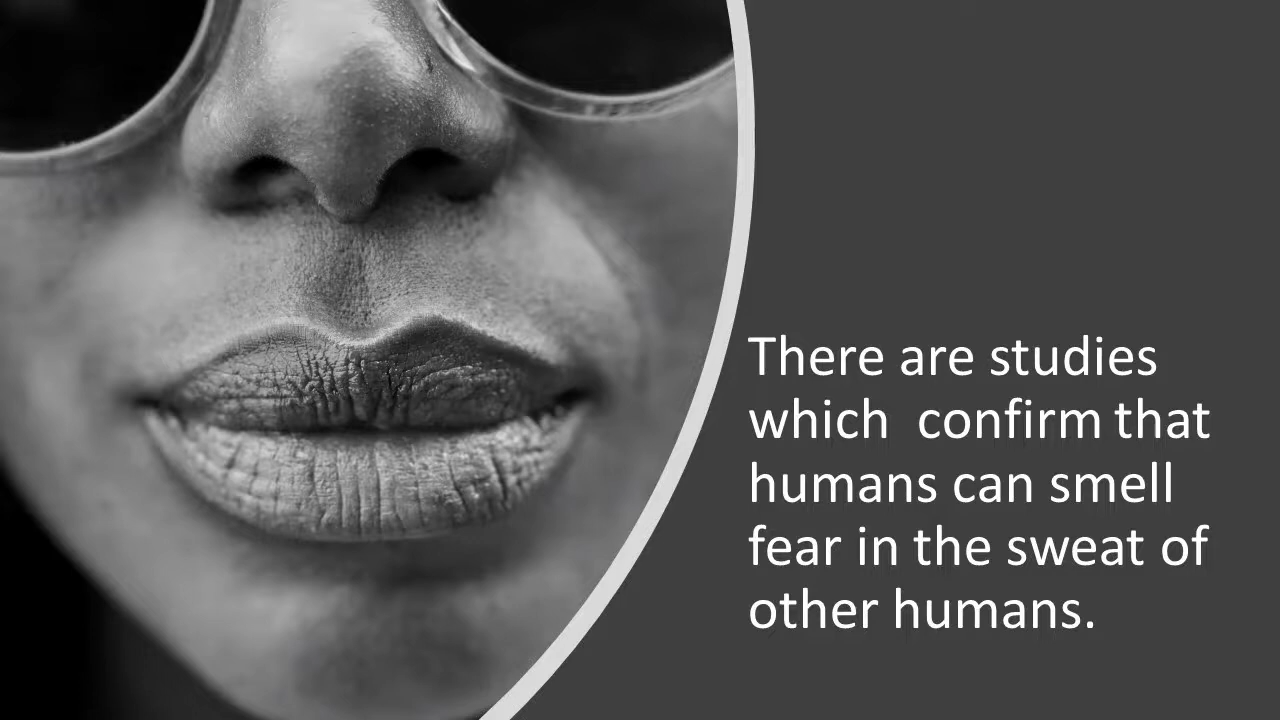 There are studies
which  confirm that
humans can smell
fear in the sweat of
other humans.